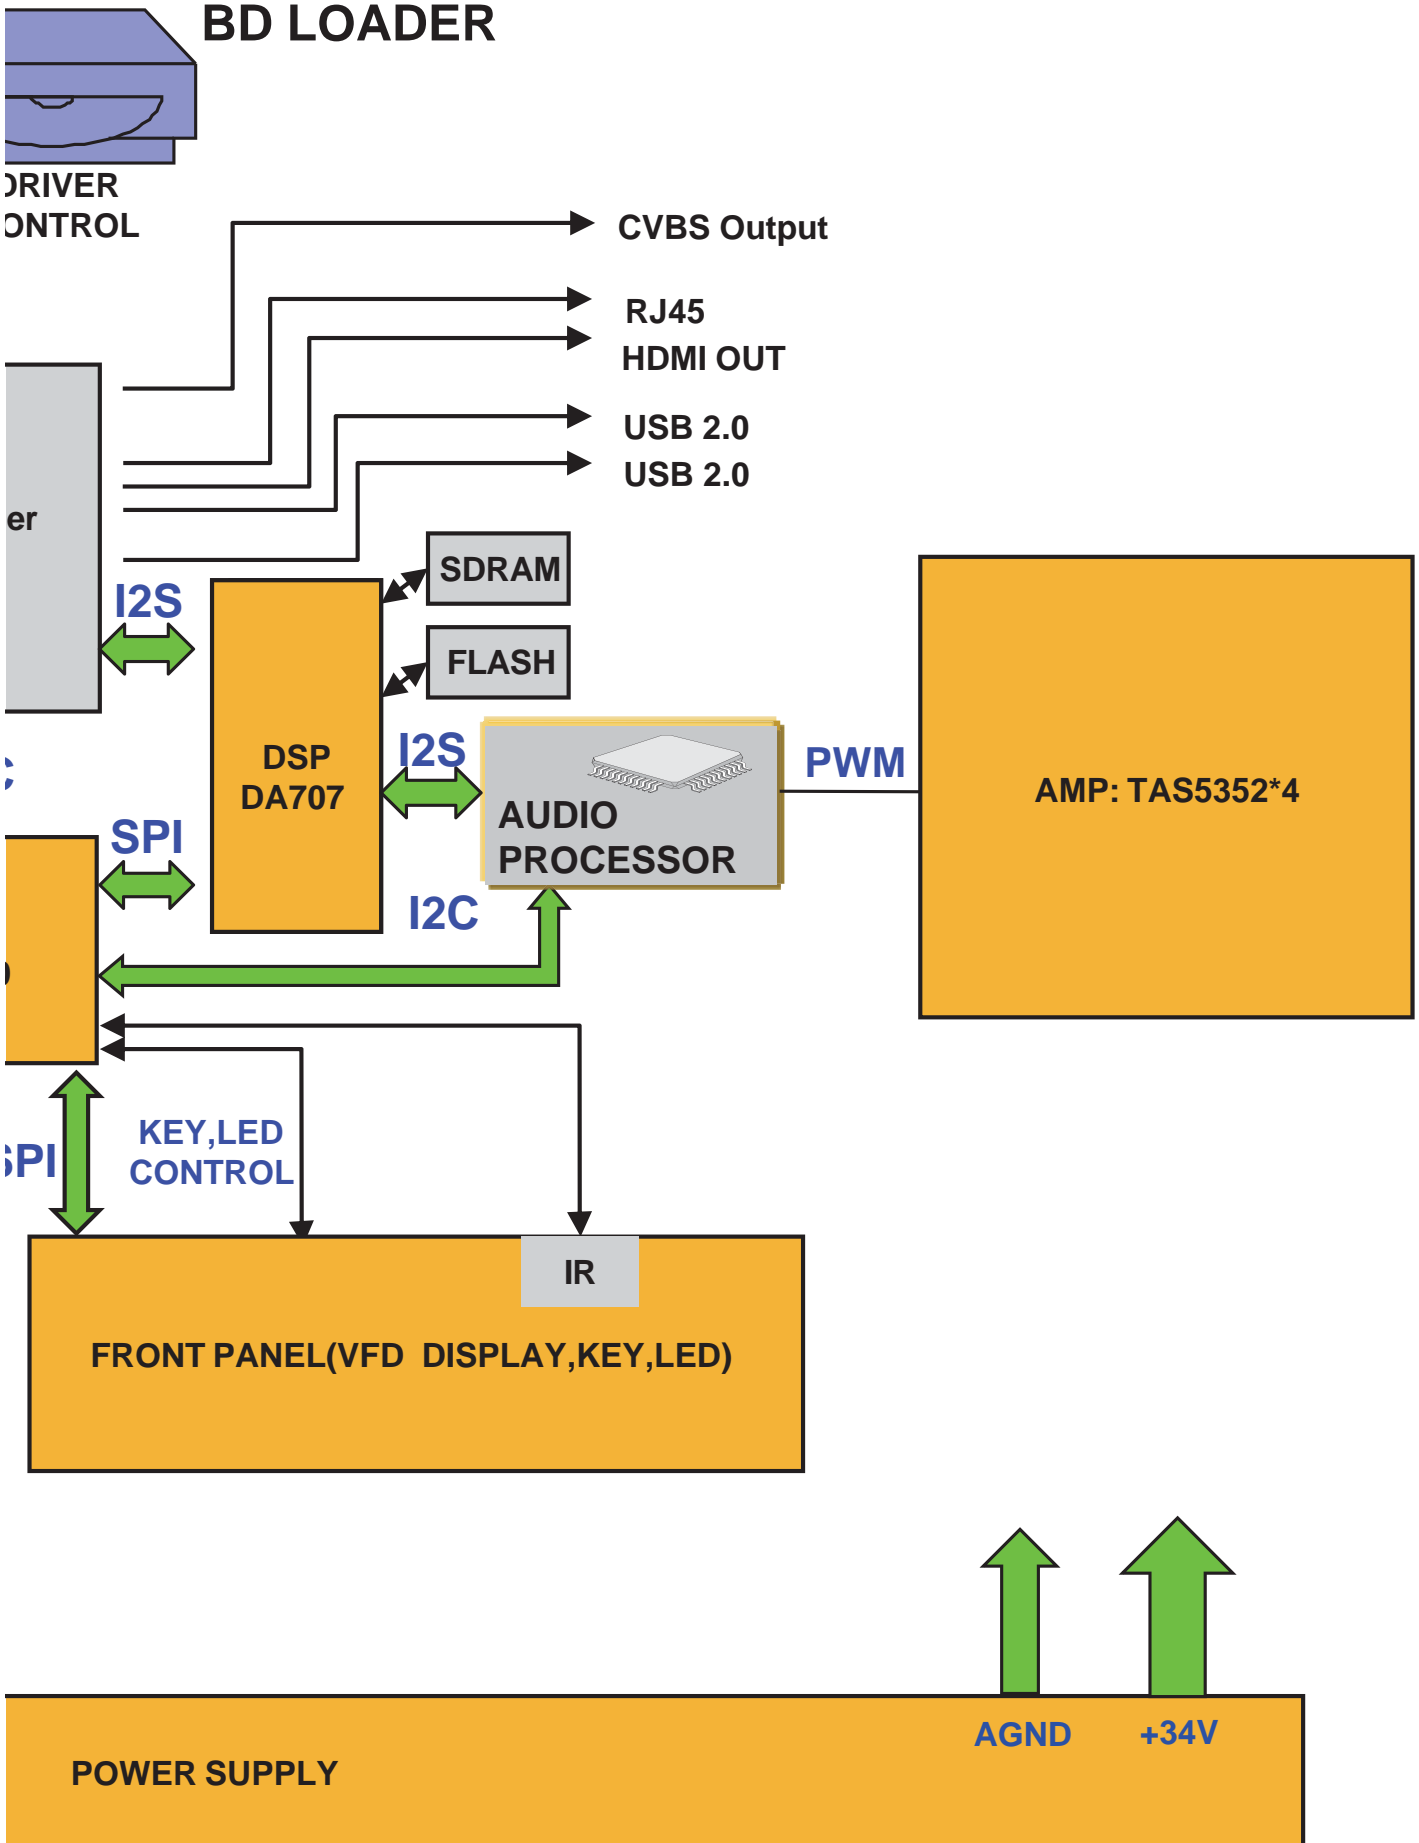 BD LOADER
CVBS Output
RJ45
HDMI OUT
USB 2.0
USB 2.0
SDRAM
I2S
FLASH
I2S
DSP
DA707
PWM
AMP: TAS5352*4
AUDIO
PROCESSOR
SPI
I2C
KEY,LED
CONTROL
IR
FRONT PANEL(VFD DISPLAY,KEY,LED)
AGND
+34V
POWER SUPPLY